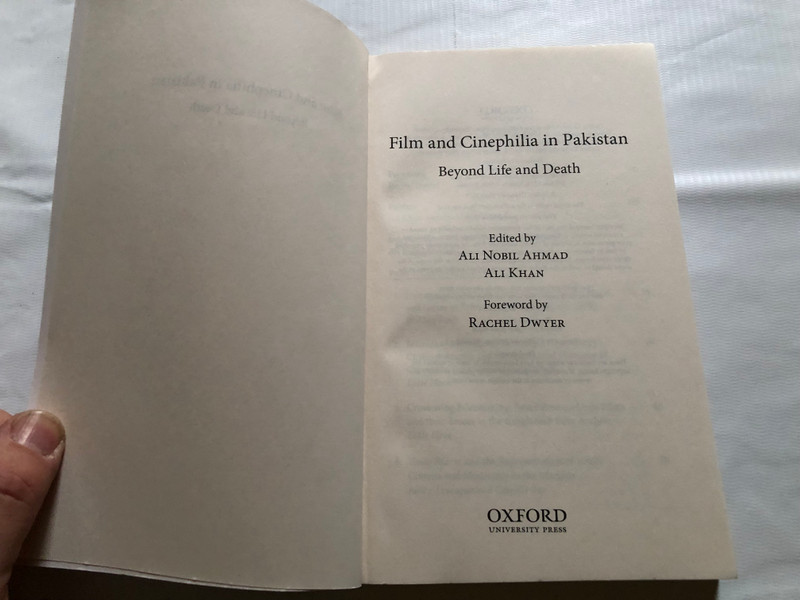 Film and Cinephilia in Pakistan
Beyond Life and Death
Edited by
Ali Nobil Ahmad
Ali Khan
Foreword by
Rachel Dwyer
OXFORD
UNIVERSITY PRESS